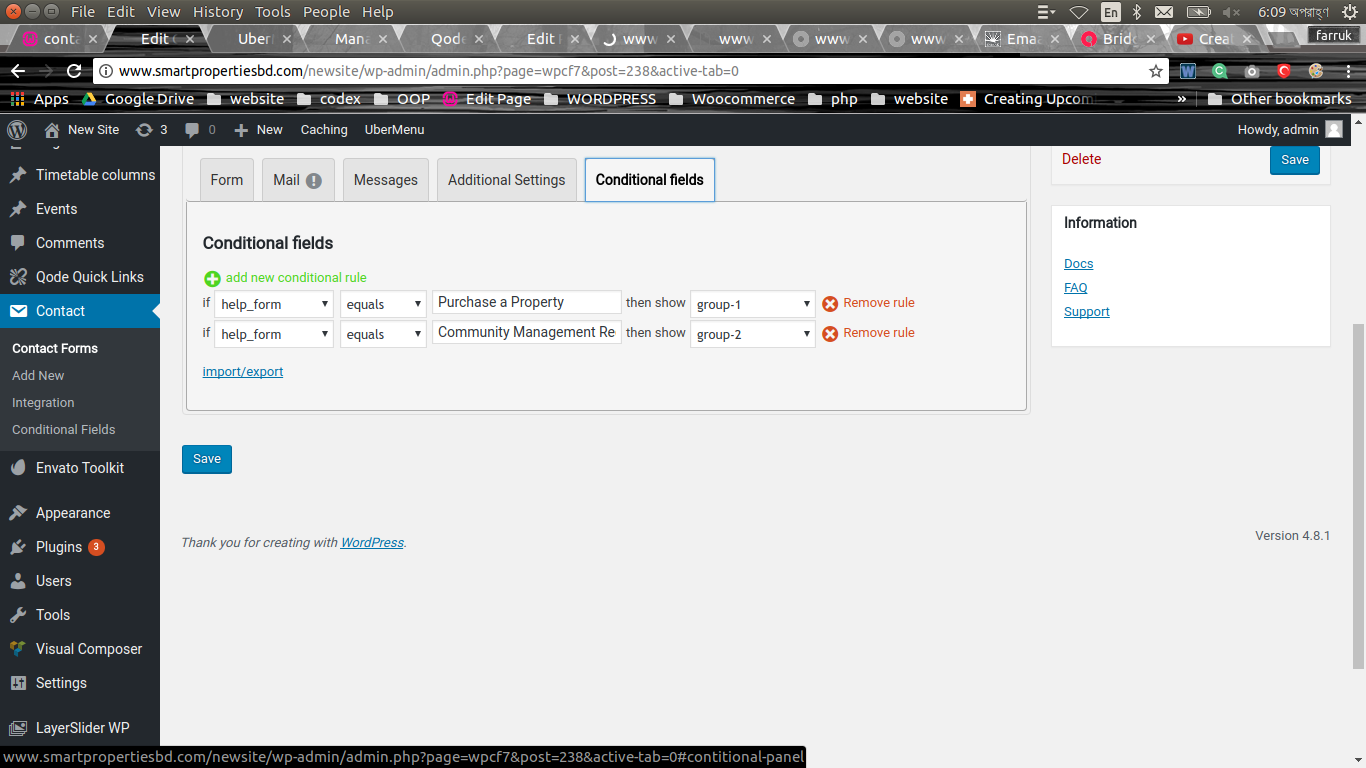 File Edit View History Tools People Help
En
6:09 অপরাহ্ণ
conta
Edit
Uberi
Mana
Qode
Edit
www
www
www
www
Emaa
Bridg
Creat
farruk
www.smartpropertiesbd.com/newsite/wp-admin/admin.php?page=wpcf7&post=238&active-tab=0
Apps Google Drive website codex OOP Edit Page WORDPRESS Woocommerce php website Creating Upcom » Other bookmarks
New Site 3 0 New Caching UberMenu Howdy, admin
Timetable columns
Events
Comments
Qode Quick Links
Contact
Contact Forms
Add New
Integration
Conditional Fields
Envato Toolkit
Appearance
Plugins 3
Users
Tools
Visual Composer
Settings
LayerSlider WP
Form Mail ! Messages Additional Settings Conditional fields
Conditional fields
add new conditional rule
if help_form equals Purchase a Property then show group-1 Remove rule
if help_form equals Community Management Re then show group-2 Remove rule
import/export
Save
Delete Save
Information
Docs
FAQ
Support
Thank you for creating with WordPress.
Version 4.8.1
www.smartpropertiesbd.com/newsite/wp-admin/admin.php?page=wpcf7&post=238&active-tab=0#contitional-panel